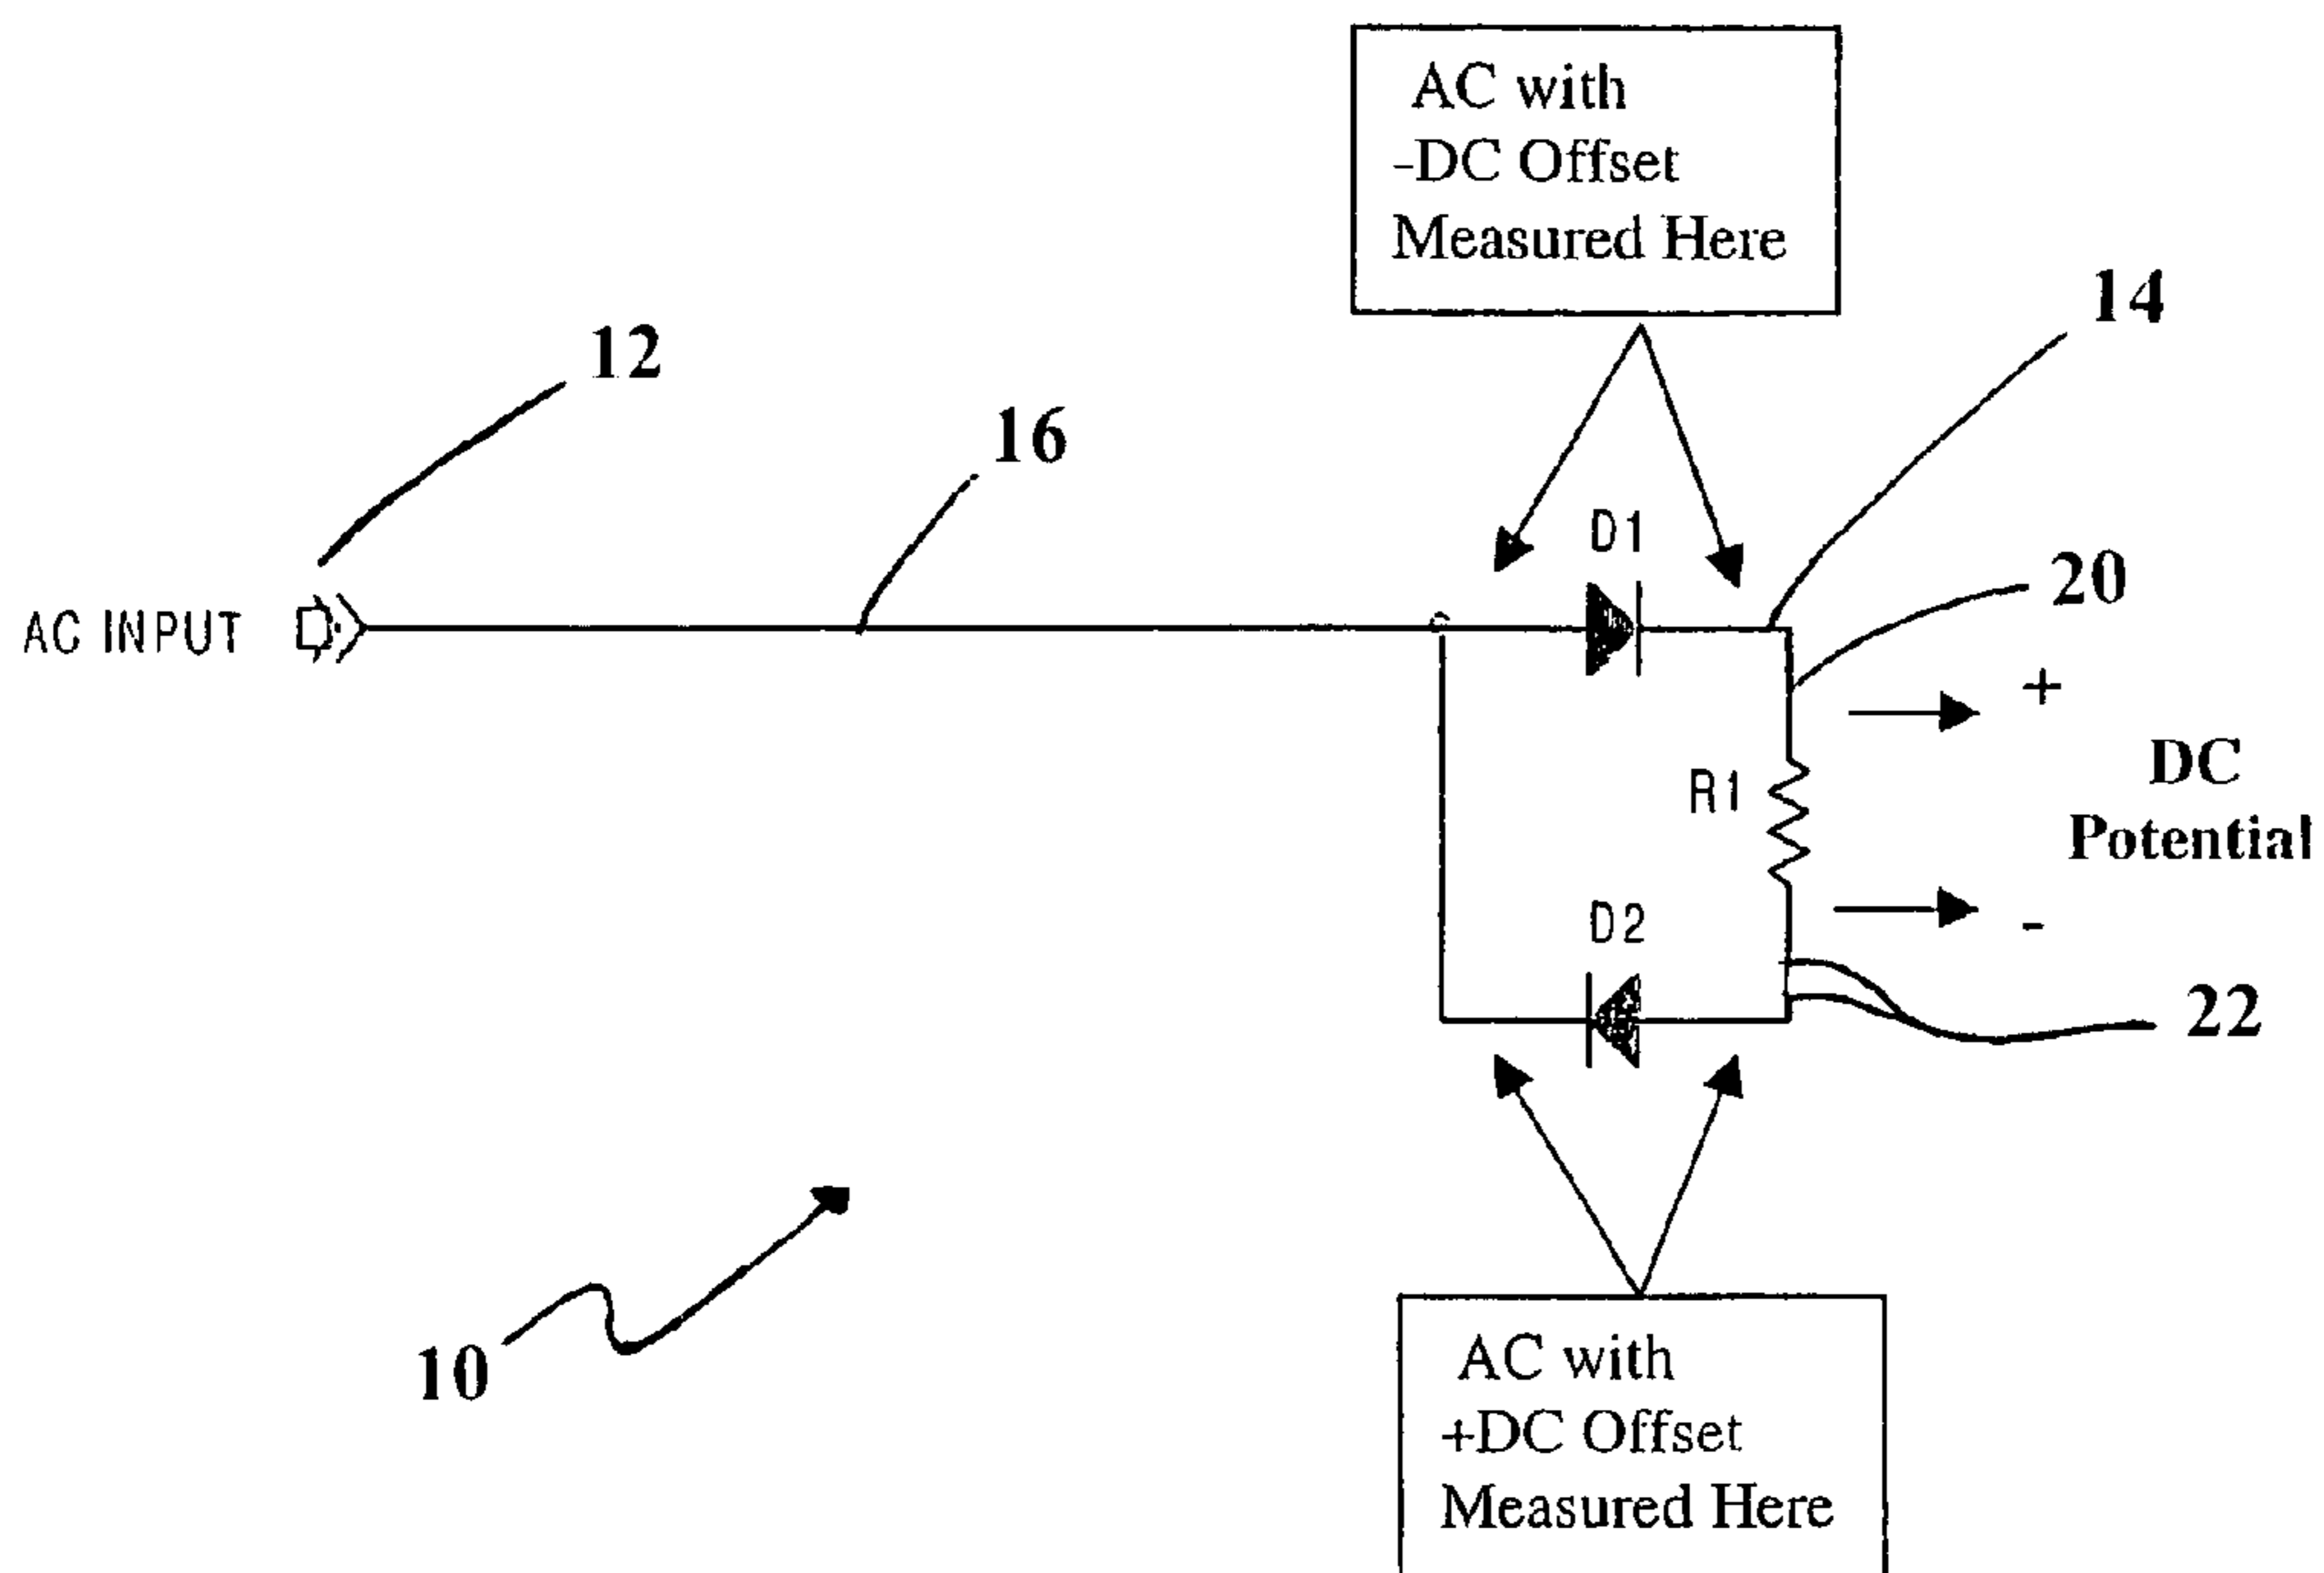 AC with
-DC Offset
Measured Here
14
12
16
D1
20
AC INPUT
+
R1
DC
Potential
D2
-
22
10
AC with
+DC Offset
Measured Here